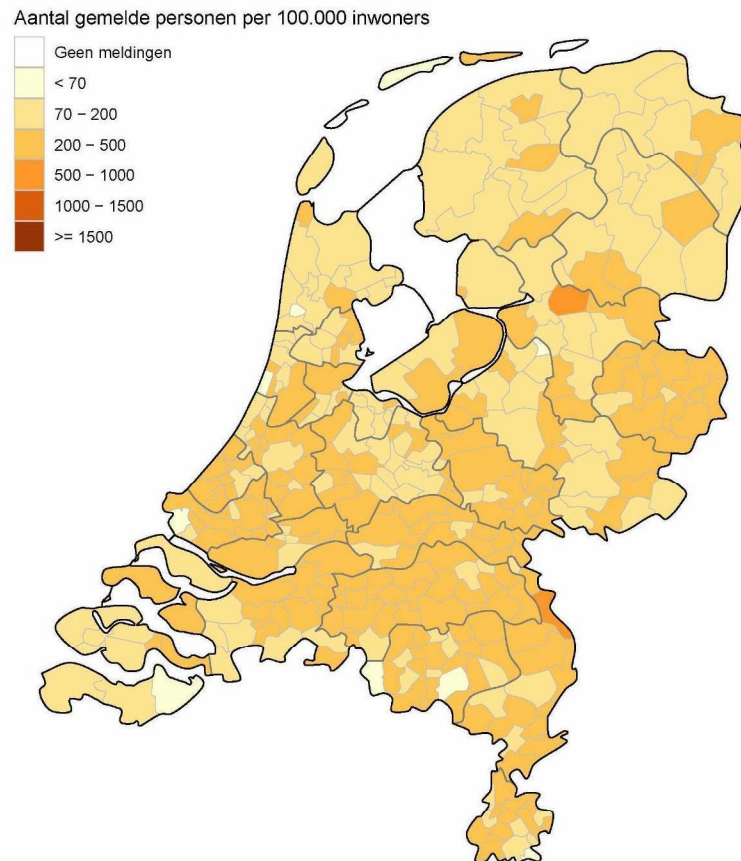 Aantal gemelde personen per 100.000 inwoners
Geen meldingen
< 70
70 − 200
200 − 500
500 − 1000
1000 − 1500
>= 1500